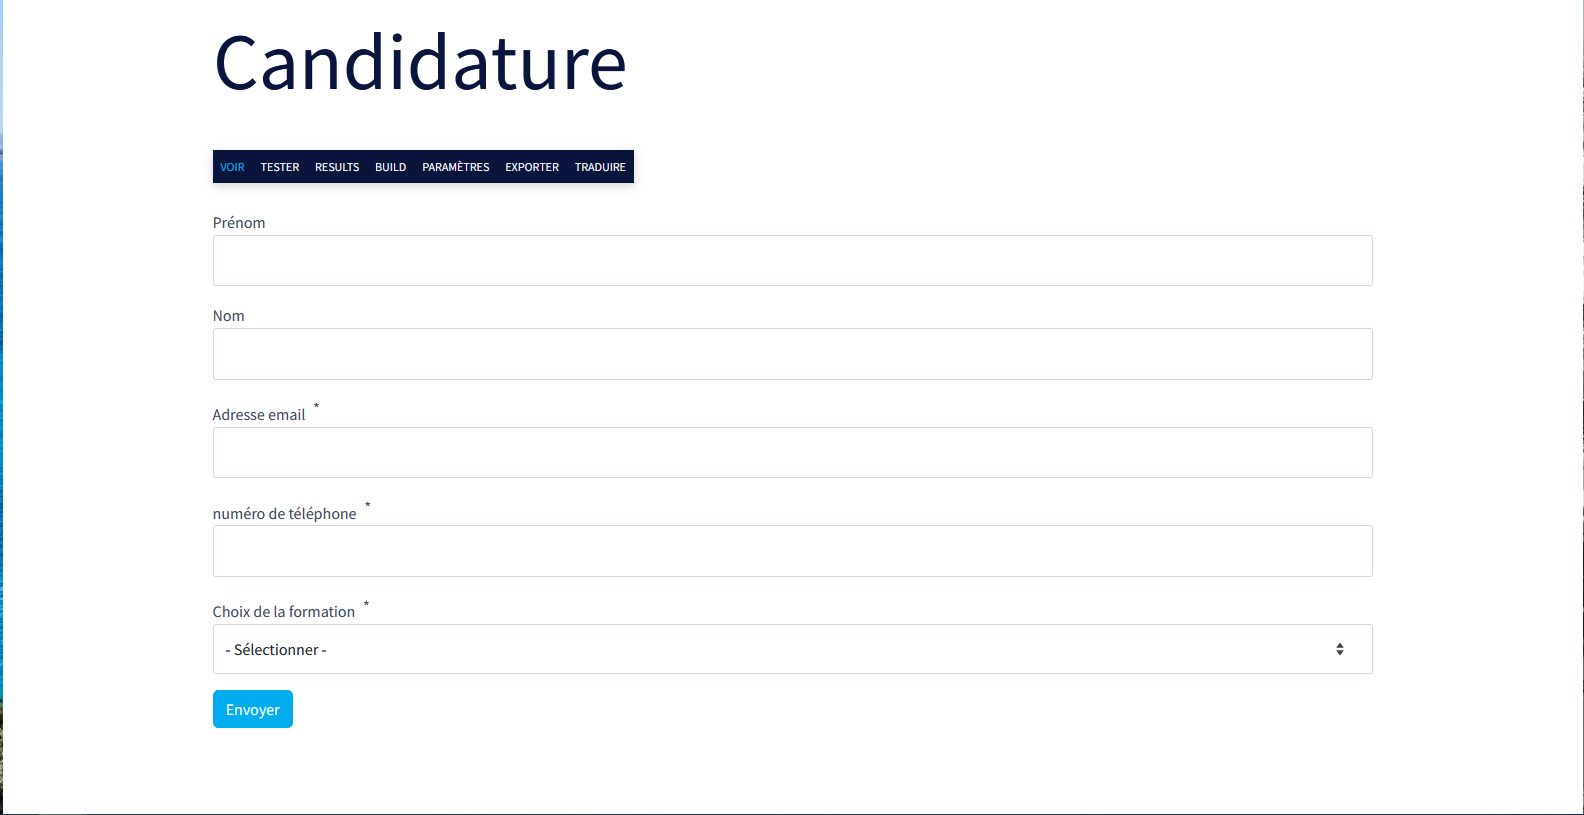 Candidature
VOIR TESTER RESULTS BUILD PARAMÈTRES EXPORTER TRADUIRE
Prénom
Nom
Adresse email *
numéro de téléphone *
Choix de la formation *
- Sélectionner -
Envoyer